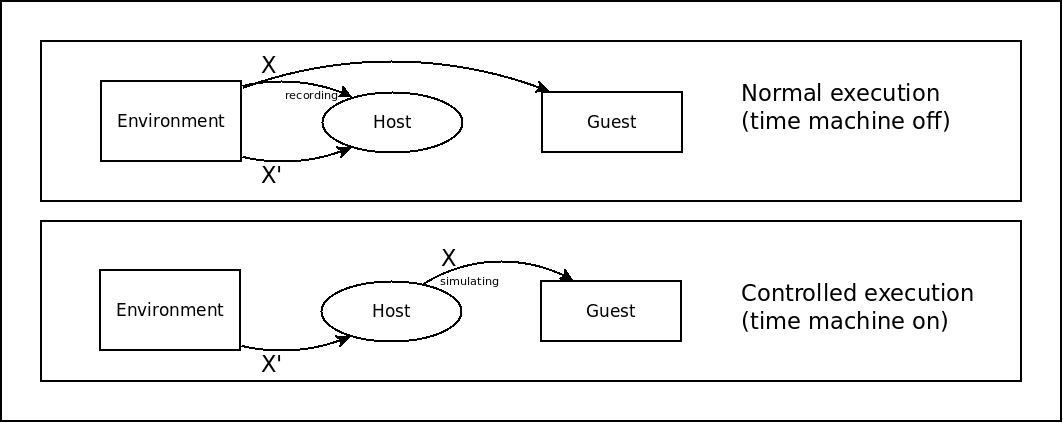 X
recording
Environment
Host
Guest
X'
Normal execution
(time machine off)
X
simulating
Environment
Host
Guest
X'
Controlled execution
(time machine on)